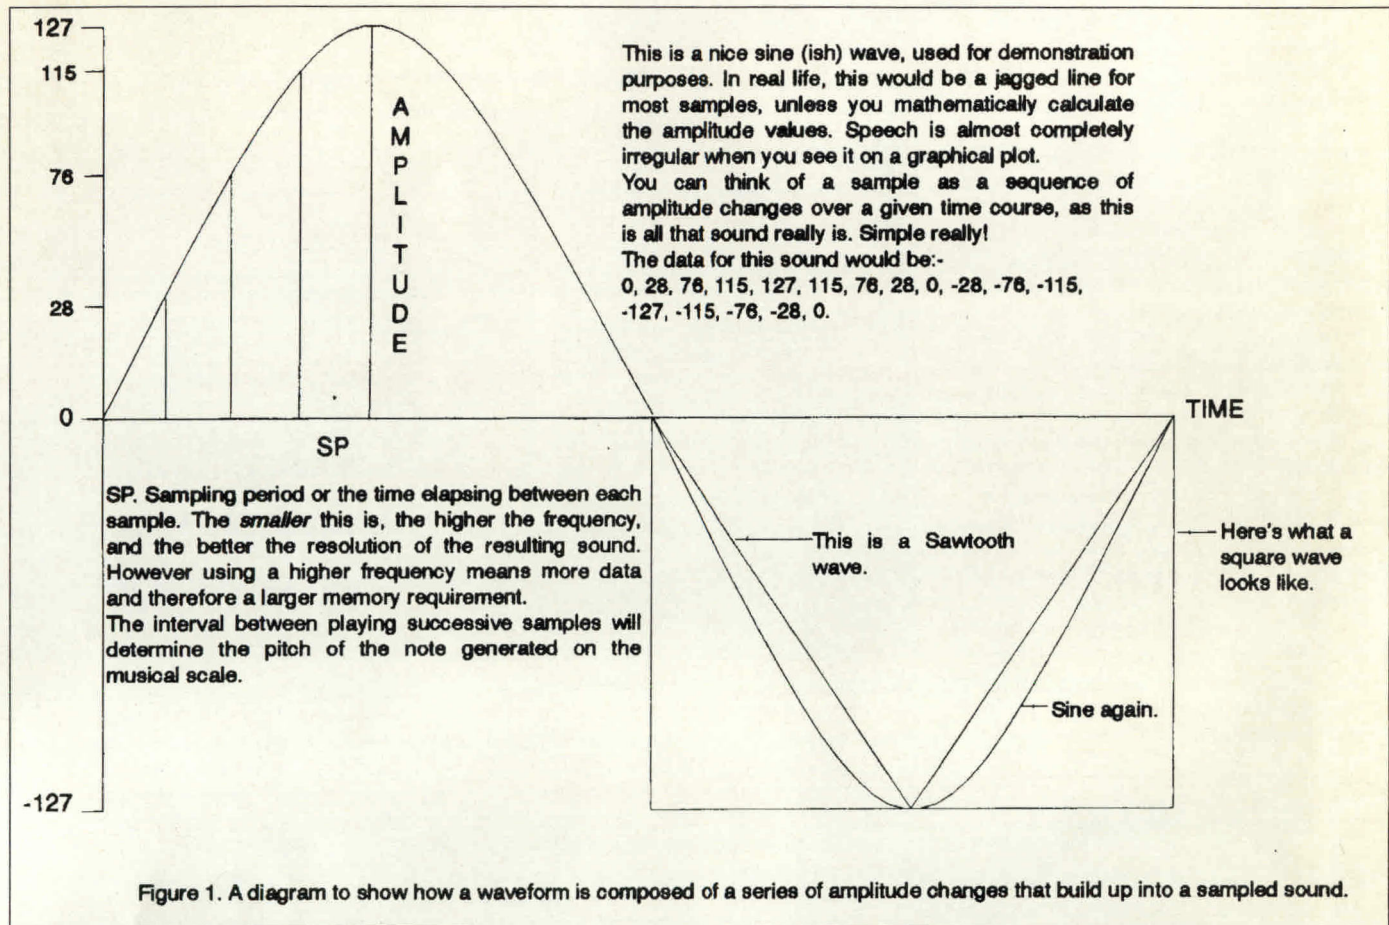 127
115
76
28
0
-127
AMPLITUDE
This is a nice sine (ish) wave, used for demonstration
purposes. In real life, this would be a jagged line for
most samples, unless you mathematically calculate
the amplitude values. Speech is almost completely
irregular when you see it on a graphical plot.
You can think of a sample as a sequence of
amplitude changes over a given time course, as this
is all that sound really is. Simple really!
The data for this sound would be:-
0, 28, 76, 115, 127, 115, 76, 28, 0, -28, -76, -115,
-127, -115, -76, -28, 0.
TIME
SP
SP. Sampling period or the time elapsing between each
sample. The smaller this is, the higher the frequency,
and the better the resolution of the resulting sound.
However using a higher frequency means more data
and therefore a larger memory requirement.
The interval between playing successive samples will
determine the pitch of the note generated on the
musical scale.
This is a Sawtooth
wave.
Here's what a
square wave
looks like.
Sine again.
Figure 1. A diagram to show how a waveform is composed of a series of amplitude changes that build up into a sampled sound.